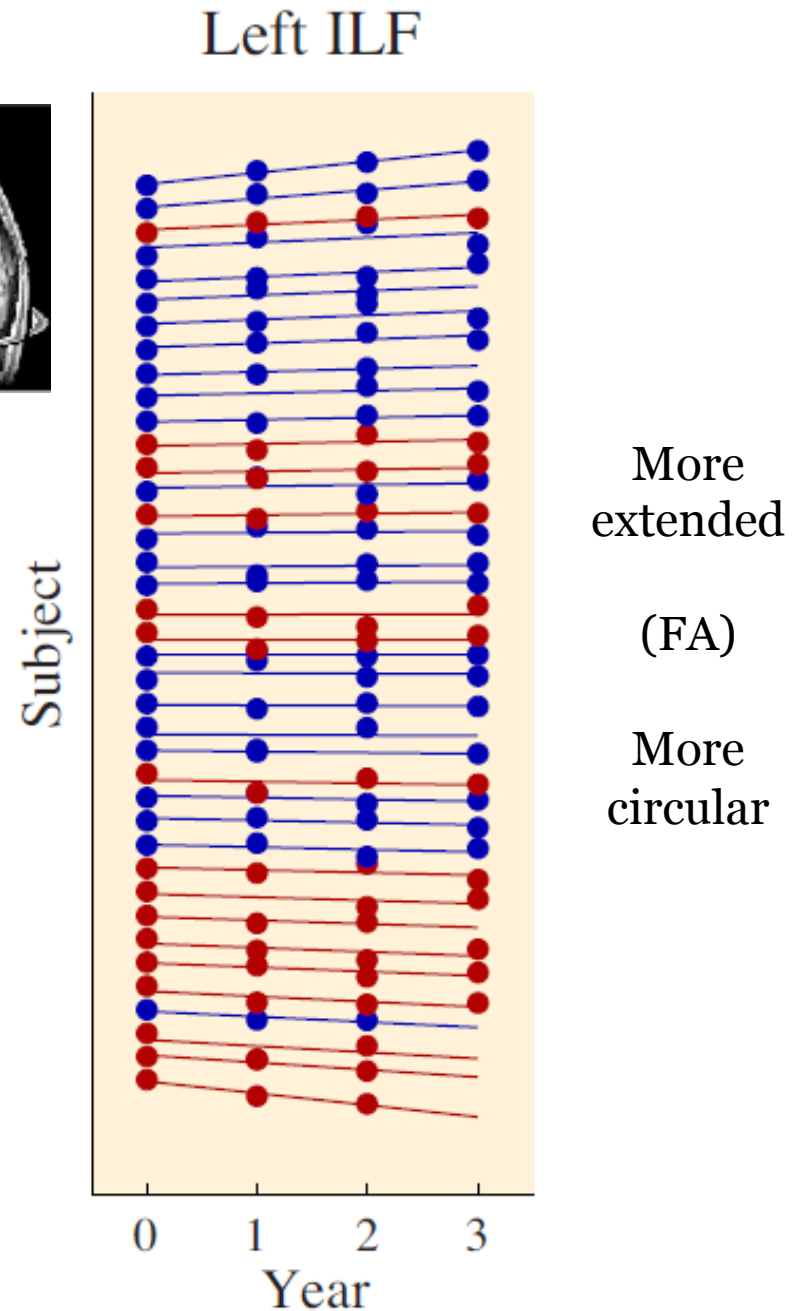 Left ILF
Subject
More
extended
(FA)
More
circular
0 1 2 3
Year